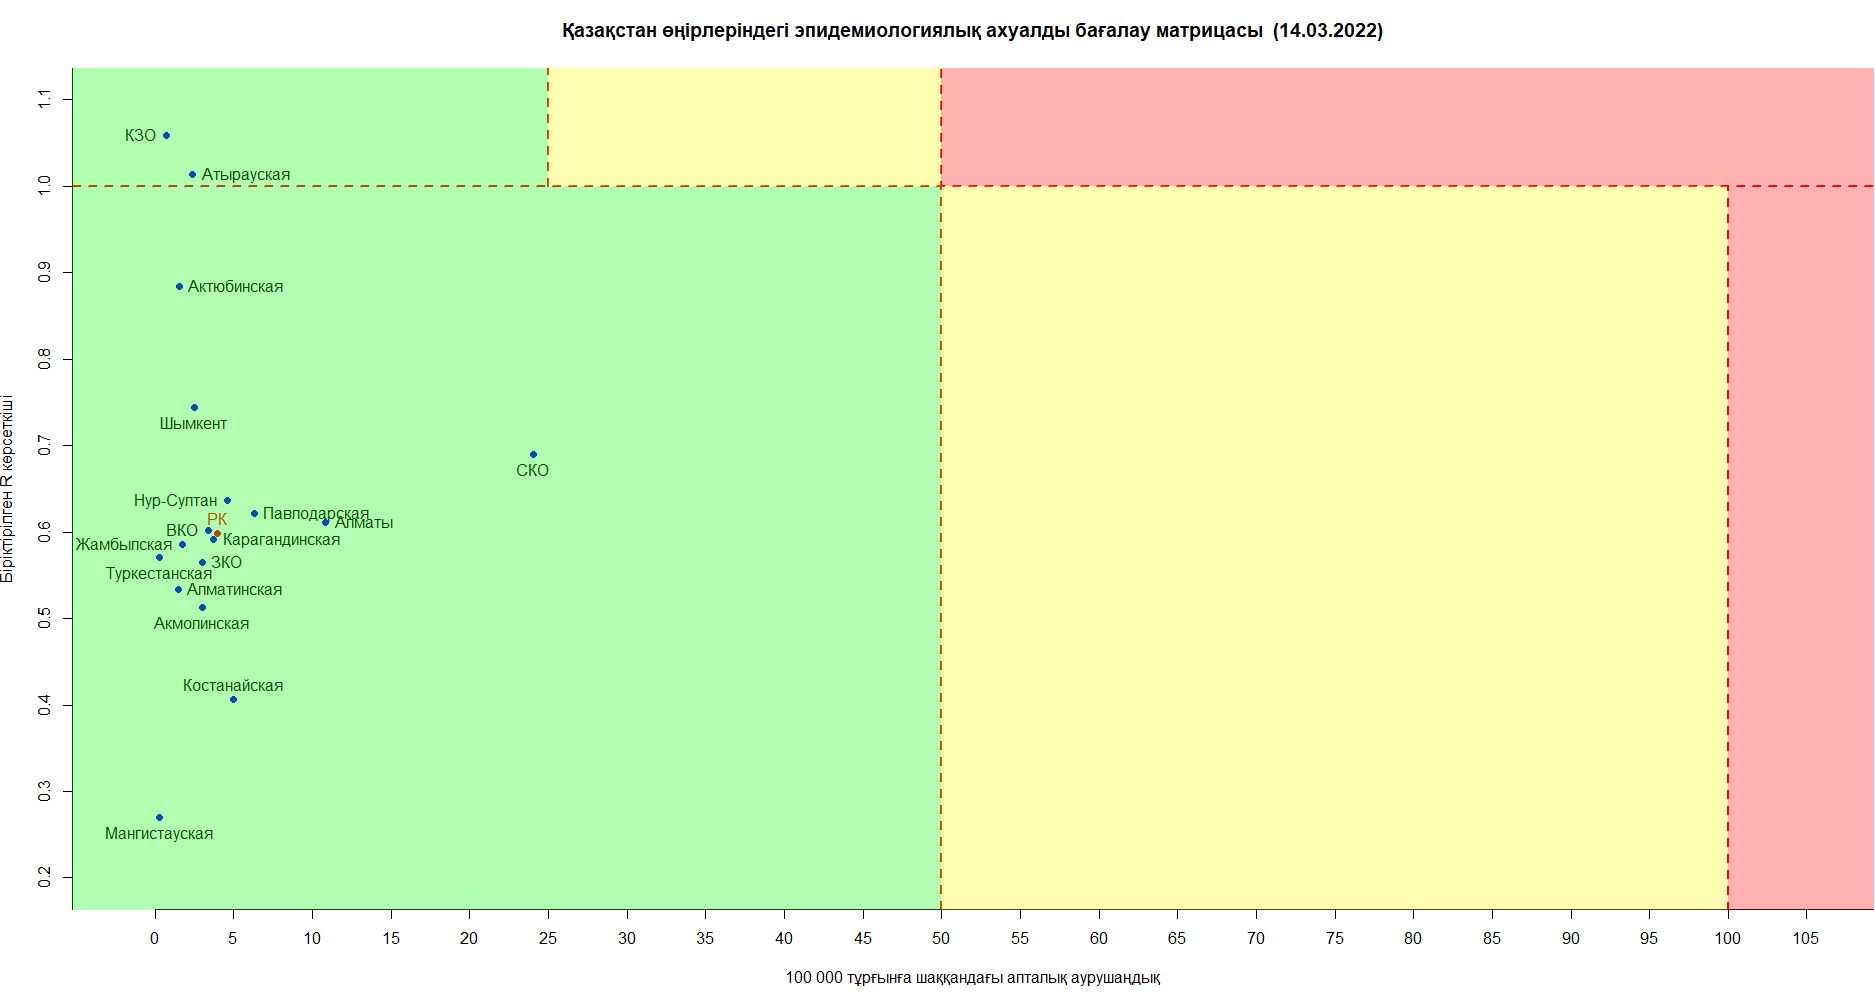 Қазақстан өңірлеріндегі эпидемиологиялық ахуалды бағалау матрицасы (14.03.2022)
Біріктірілген R көрсеткіші
1.1
1.0
0.9
0.8
0.7
0.6
0.5
0.4
0.3
0.2
КЗО
Атырауская
Актюбинская
Шымкент
СКО
Нур-Султан
Павлодарская
РК
Алматы
ВКО
Карагандинская
Жамбылская
ЗКО
Туркестанская
Алматинская
Акмолинская
Костанайская
Мангистауская
0 5 10 15 20 25 30 35 40 45 50 55 60 65 70 75 80 85 90 95 100 105
100 000 тұрғынға шаққандағы апталық аурушаңдық